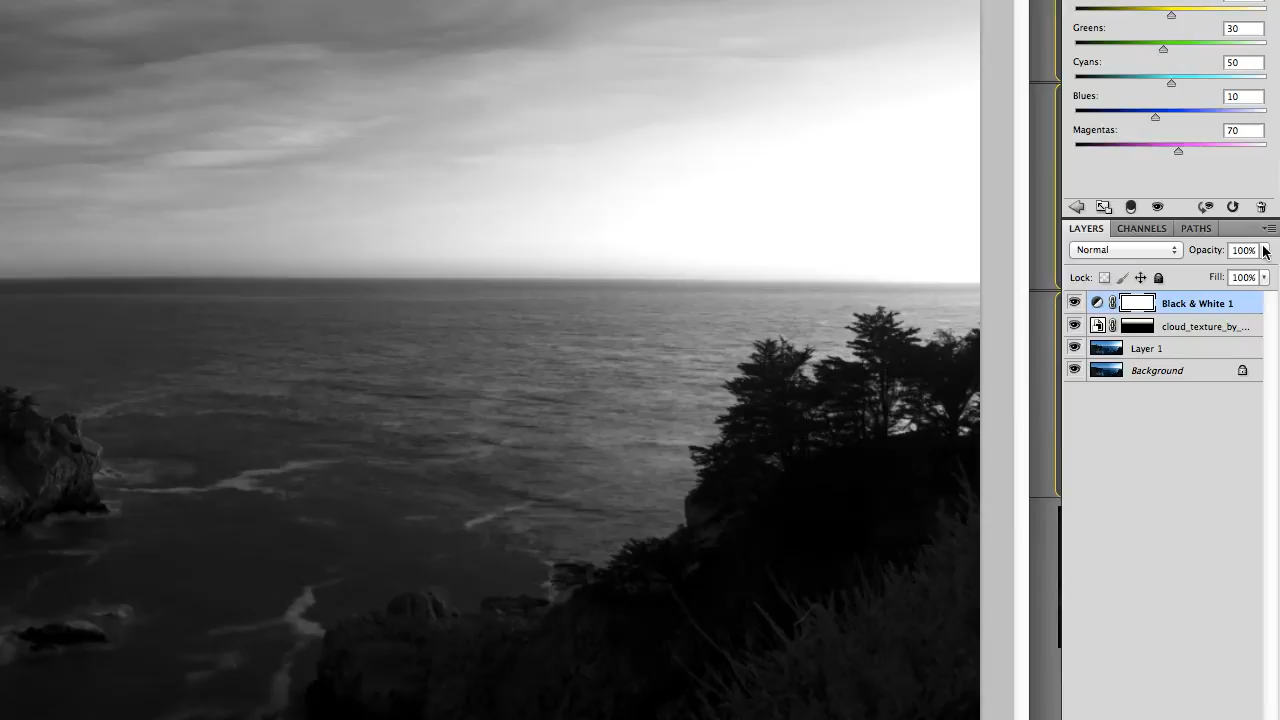 Greens: 30
Cyans: 50
Blues: 10
Magentas: 70
LAYERS CHANNELS PATHS
Normal Opacity: 100%
Lock: Fill: 100%
Black & White 1
cloud_texture_by_...
Layer 1
Background